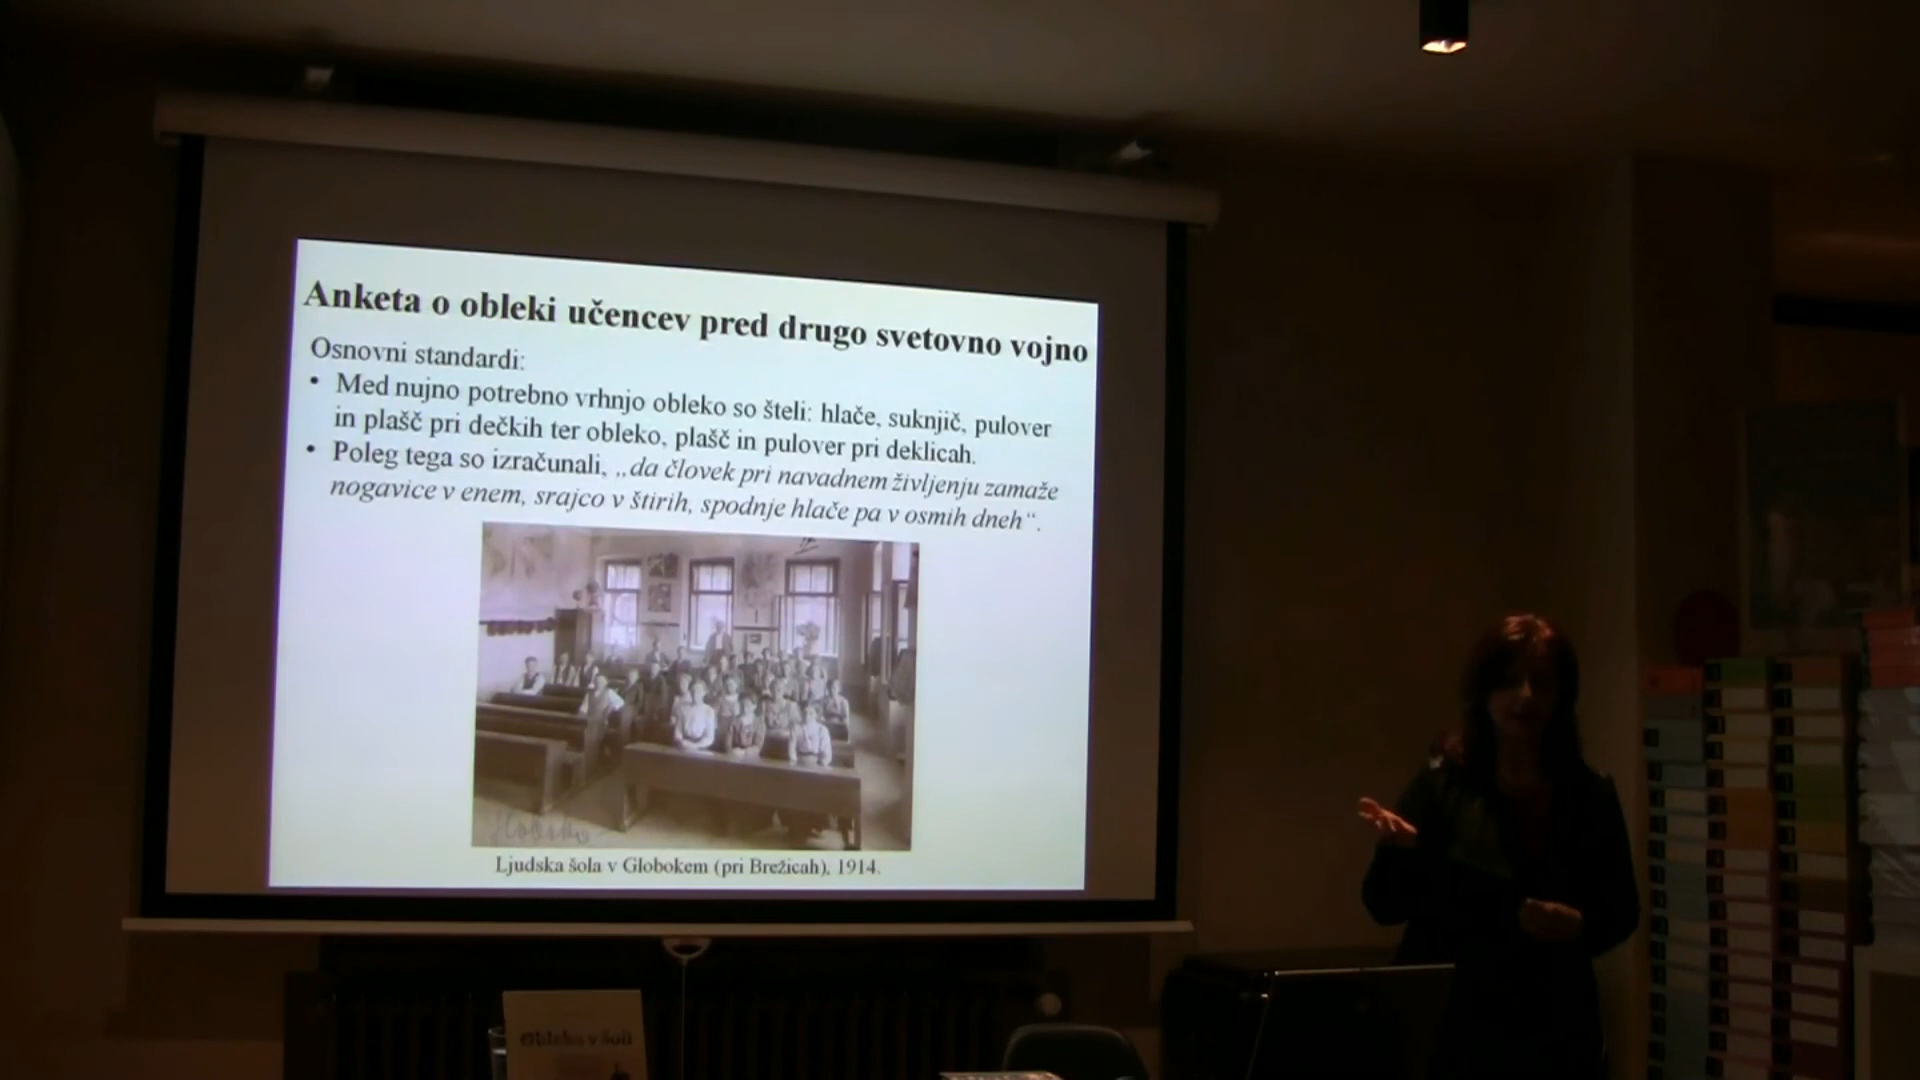 Anketa o obleki učencev pred drugo svetovno vojno
Osnovni standardi:
• Med nujno potrebno vrhnjo obleko so šteli: hlače, suknjič, pulover
in plašč pri dečkih ter obleko, plašč in pulover pri deklicah.
• Poleg tega so izračunali, „da človek pri navadnem življenju zamaže
nogavice v enem, srajco v štirih, spodnje hlače pa v osmih dneh“.
Ljudska šola v Globokem (pri Brežicah), 1914.
Obleka v šoli